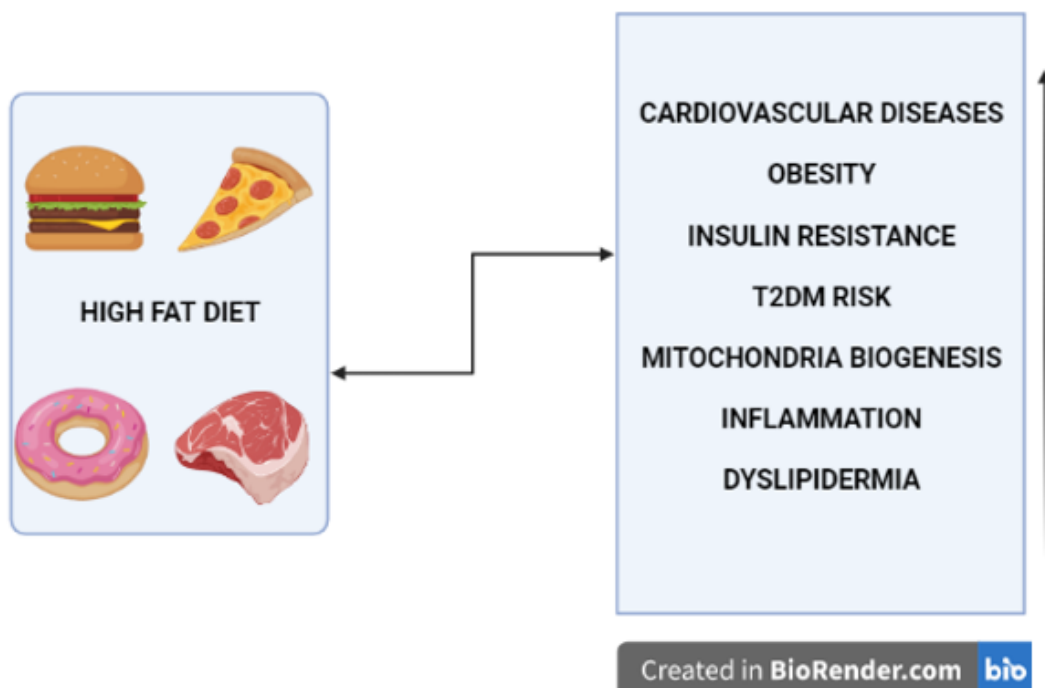 HIGH FAT DIET
CARDIOVASCULAR DISEASES
OBESITY
INSULIN RESISTANCE
T2DM RISK
MITOCHONDRIA BIOGENESIS
INFLAMMATION
DYSLIPIDERMIA
Created in BioRender.com bio